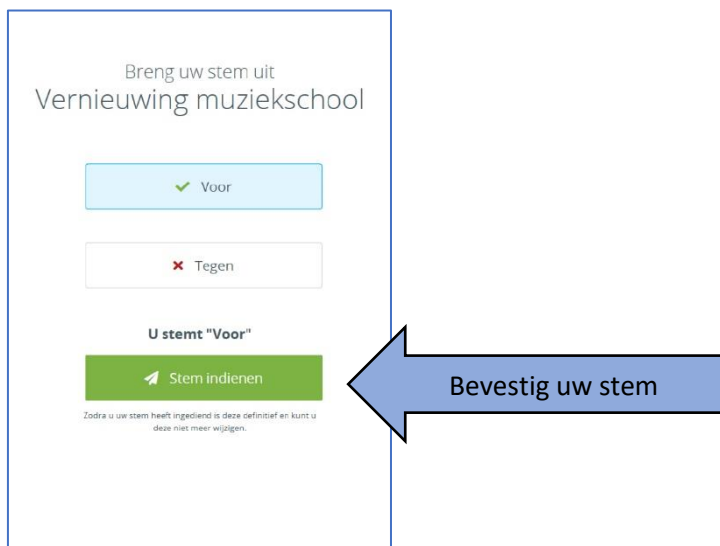 Breng uw stem uit
Vernieuwing muziekschool
Voor
Tegen
U stemt "Voor"
Stem indienen
Bevestig uw stem
Zodra u uw stem heeft ingediend is deze definitief en kunt u
deze niet meer wijzigen.